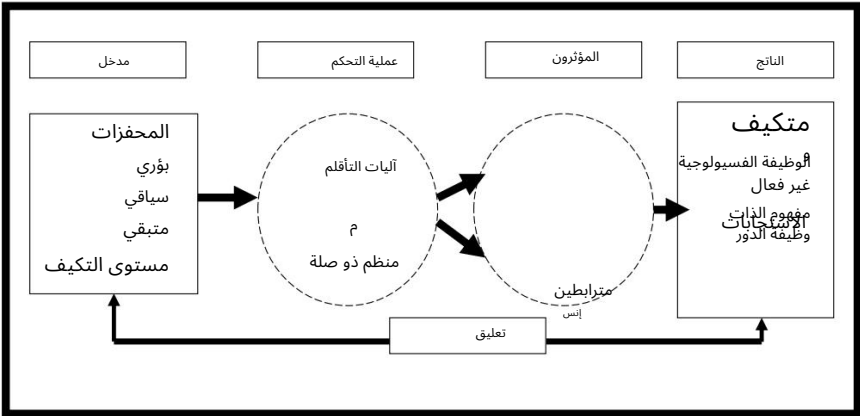 مدخل
عملية التحكم
المؤثرون
الناتج
المحفزات
بؤري
سياقي
متبقي
مستوى التكيف
آليات التأقلم
م
منظم ذو صلة
مترابطين
إنس
متكيف
و
الوظيفة الفسيولوجية
غير فعال
مفهوم الذات
الاستجابات
وظيفة الدور
تعليق